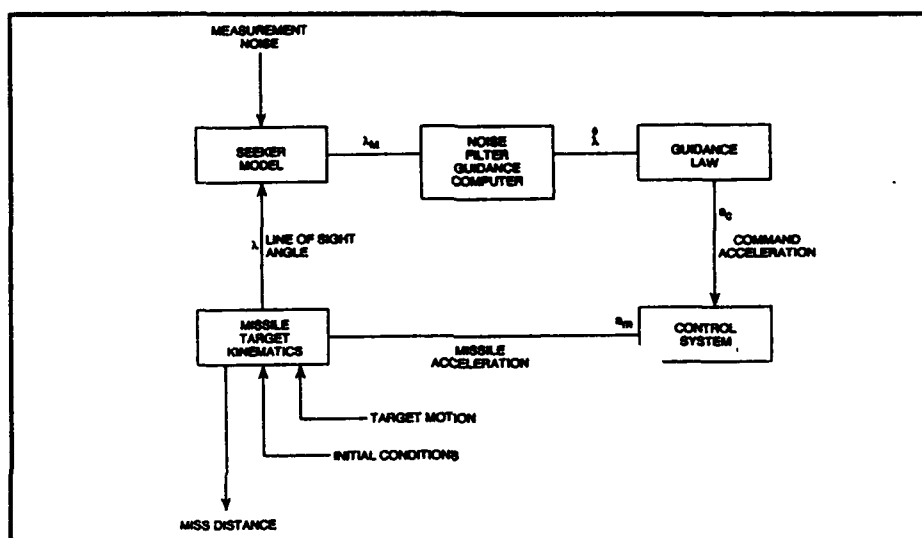 MEASUREMENT
NOISE
SEEKER
MODEL
λM
NOISE
FILTER
GUIDANCE
COMPUTER
λ̂
GUIDANCE
LAW
λ LINE OF SIGHT
ANGLE
aC
COMMAND
ACCELERATION
MISSILE
TARGET
KINEMATICS
am
MISSILE
ACCELERATION
CONTROL
SYSTEM
TARGET MOTION
INITIAL CONDITIONS
MISS DISTANCE